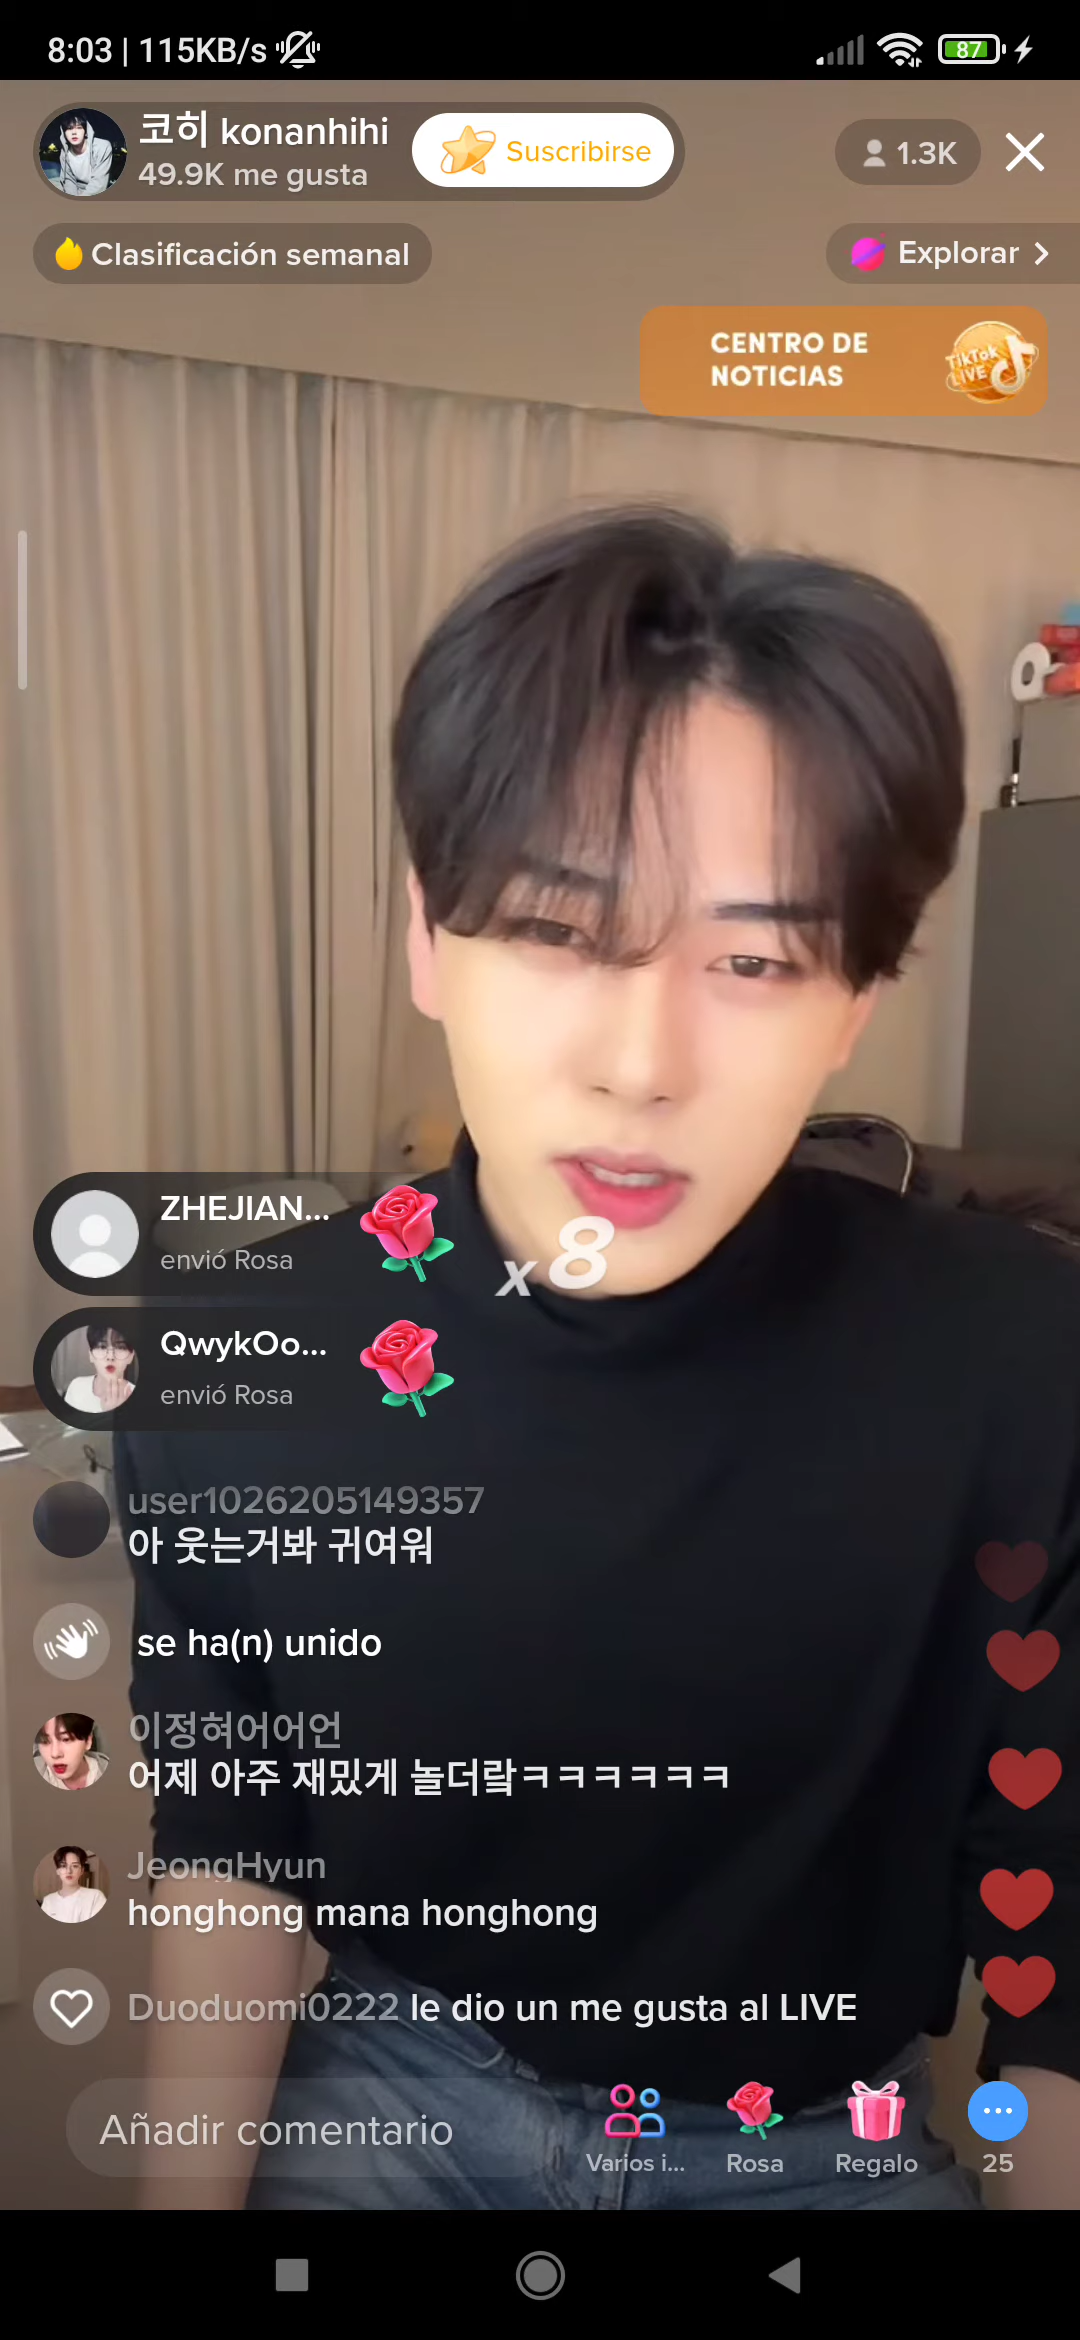 8:03 | 115KB/s
87
코히 konanhihi
49.9K me gusta
Suscribirse
1.3K
Clasificación semanal
Explorar
CENTRO DE
NOTICIAS
TikTok
LIVE
ZHEJIAN...
envió Rosa
x8
QwykOo...
envió Rosa
user1026205149357
아 웃는거봐 귀여워
se ha(n) unido
이정혀어어언
어제 아주 재밌게 놀더랔ㅋㅋㅋㅋㅋㅋ
JeongHyun
honghong mana honghong
Duoduomi0222 le dio un me gusta al LIVE
Añadir comentario
Varios i...
Rosa
Regalo
25